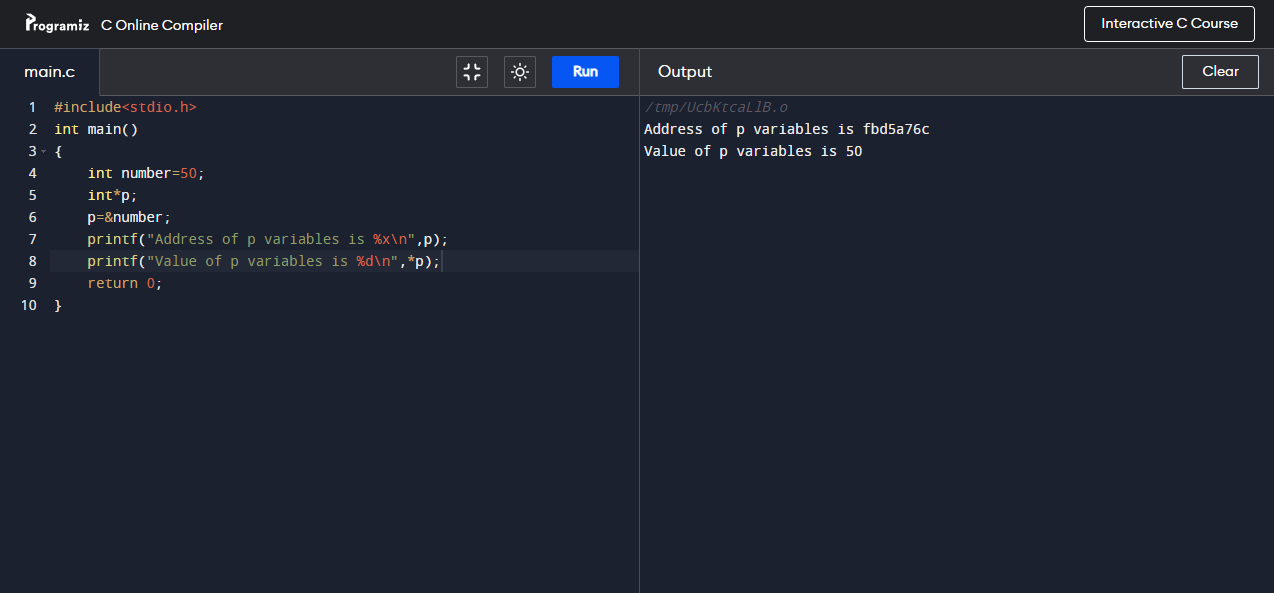 Programiz C Online Compiler
Interactive C Course
main.c
Run
Output
Clear
1 #include<stdio.h>
2 int main()
3 {
4     int number=50;
5     int*p;
6     p=&number;
7     printf("Address of p variables is %x\n",p);
8     printf("Value of p variables is %d\n",*p);
9     return 0;
10 }
/tmp/UcbKtcaLlB.o
Address of p variables is fbd5a76c
Value of p variables is 50